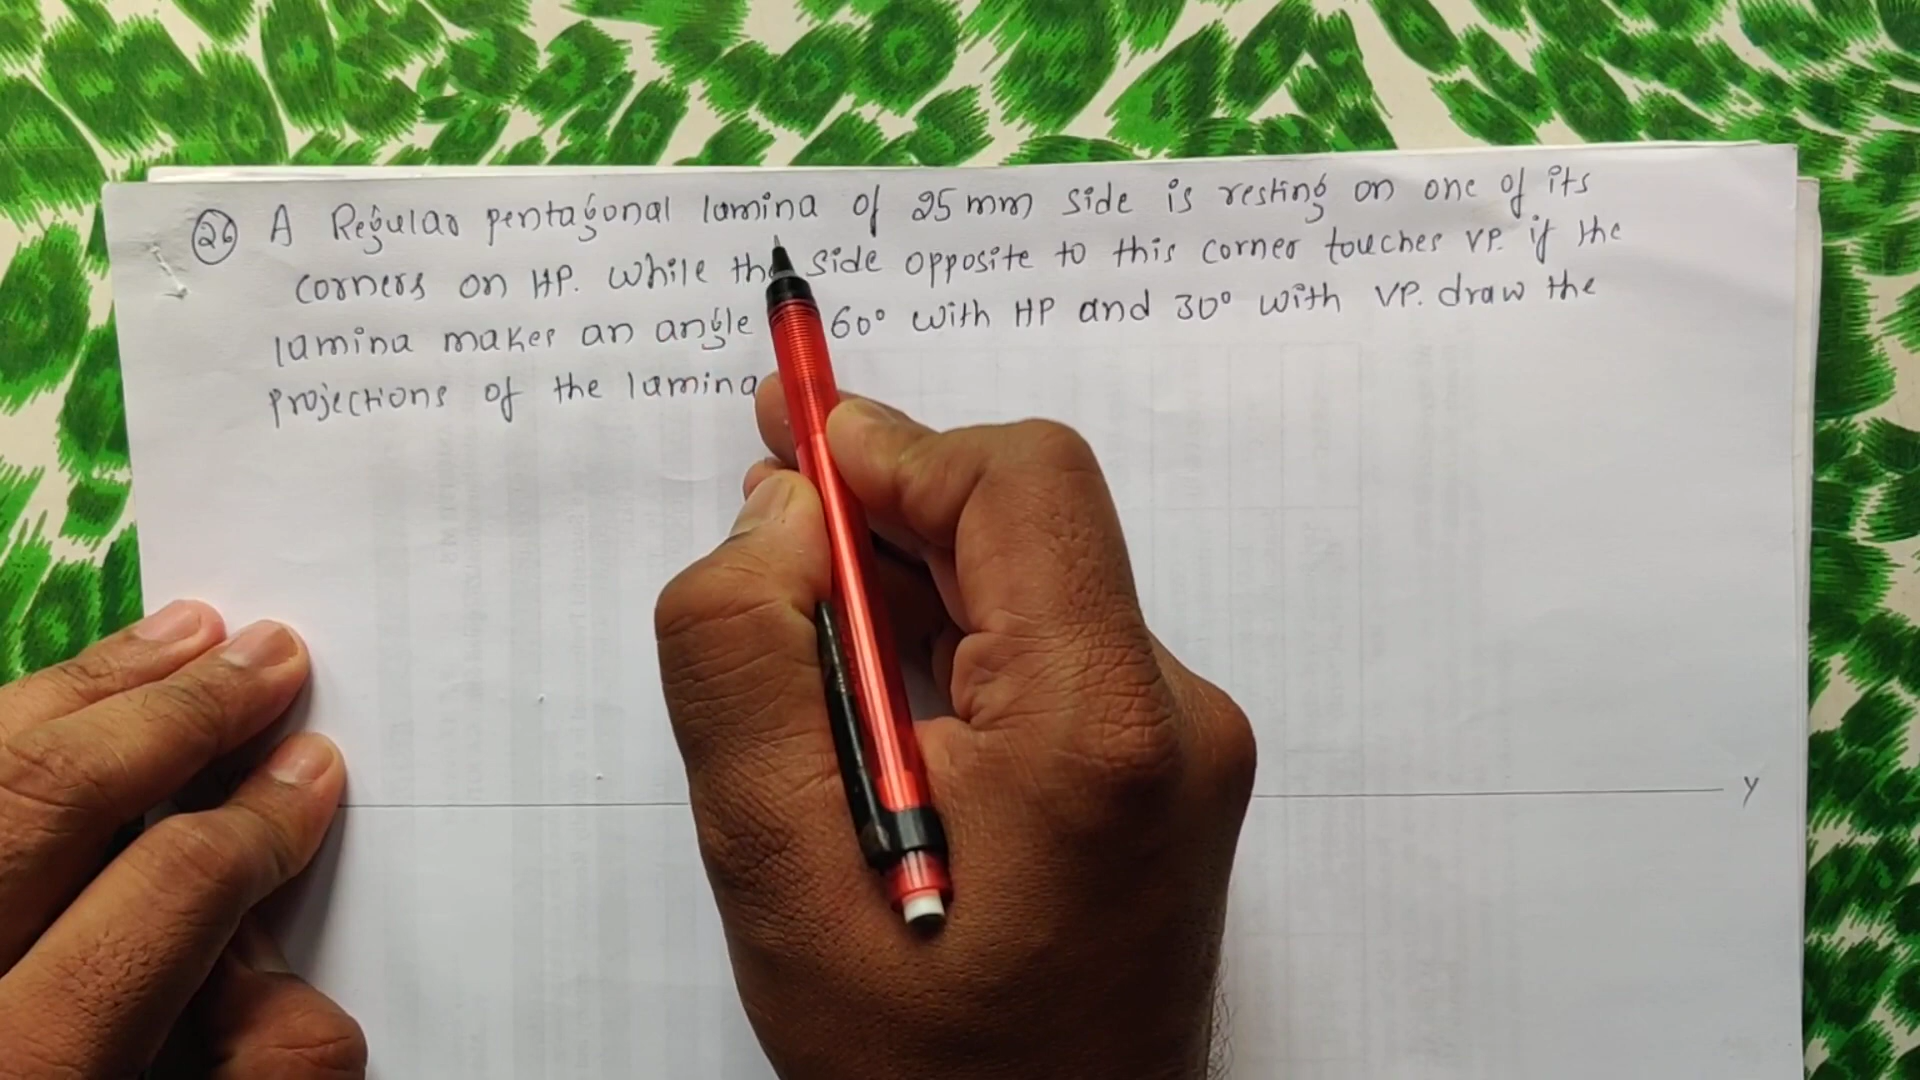 26 A Regular pentagonal lamina of 25 mm side is resting on one of its
corners on HP. while the side opposite to this corner touches VP. if the
lamina makes an angle 60° with HP and 30° with VP. draw the
projections of the lamina
Y